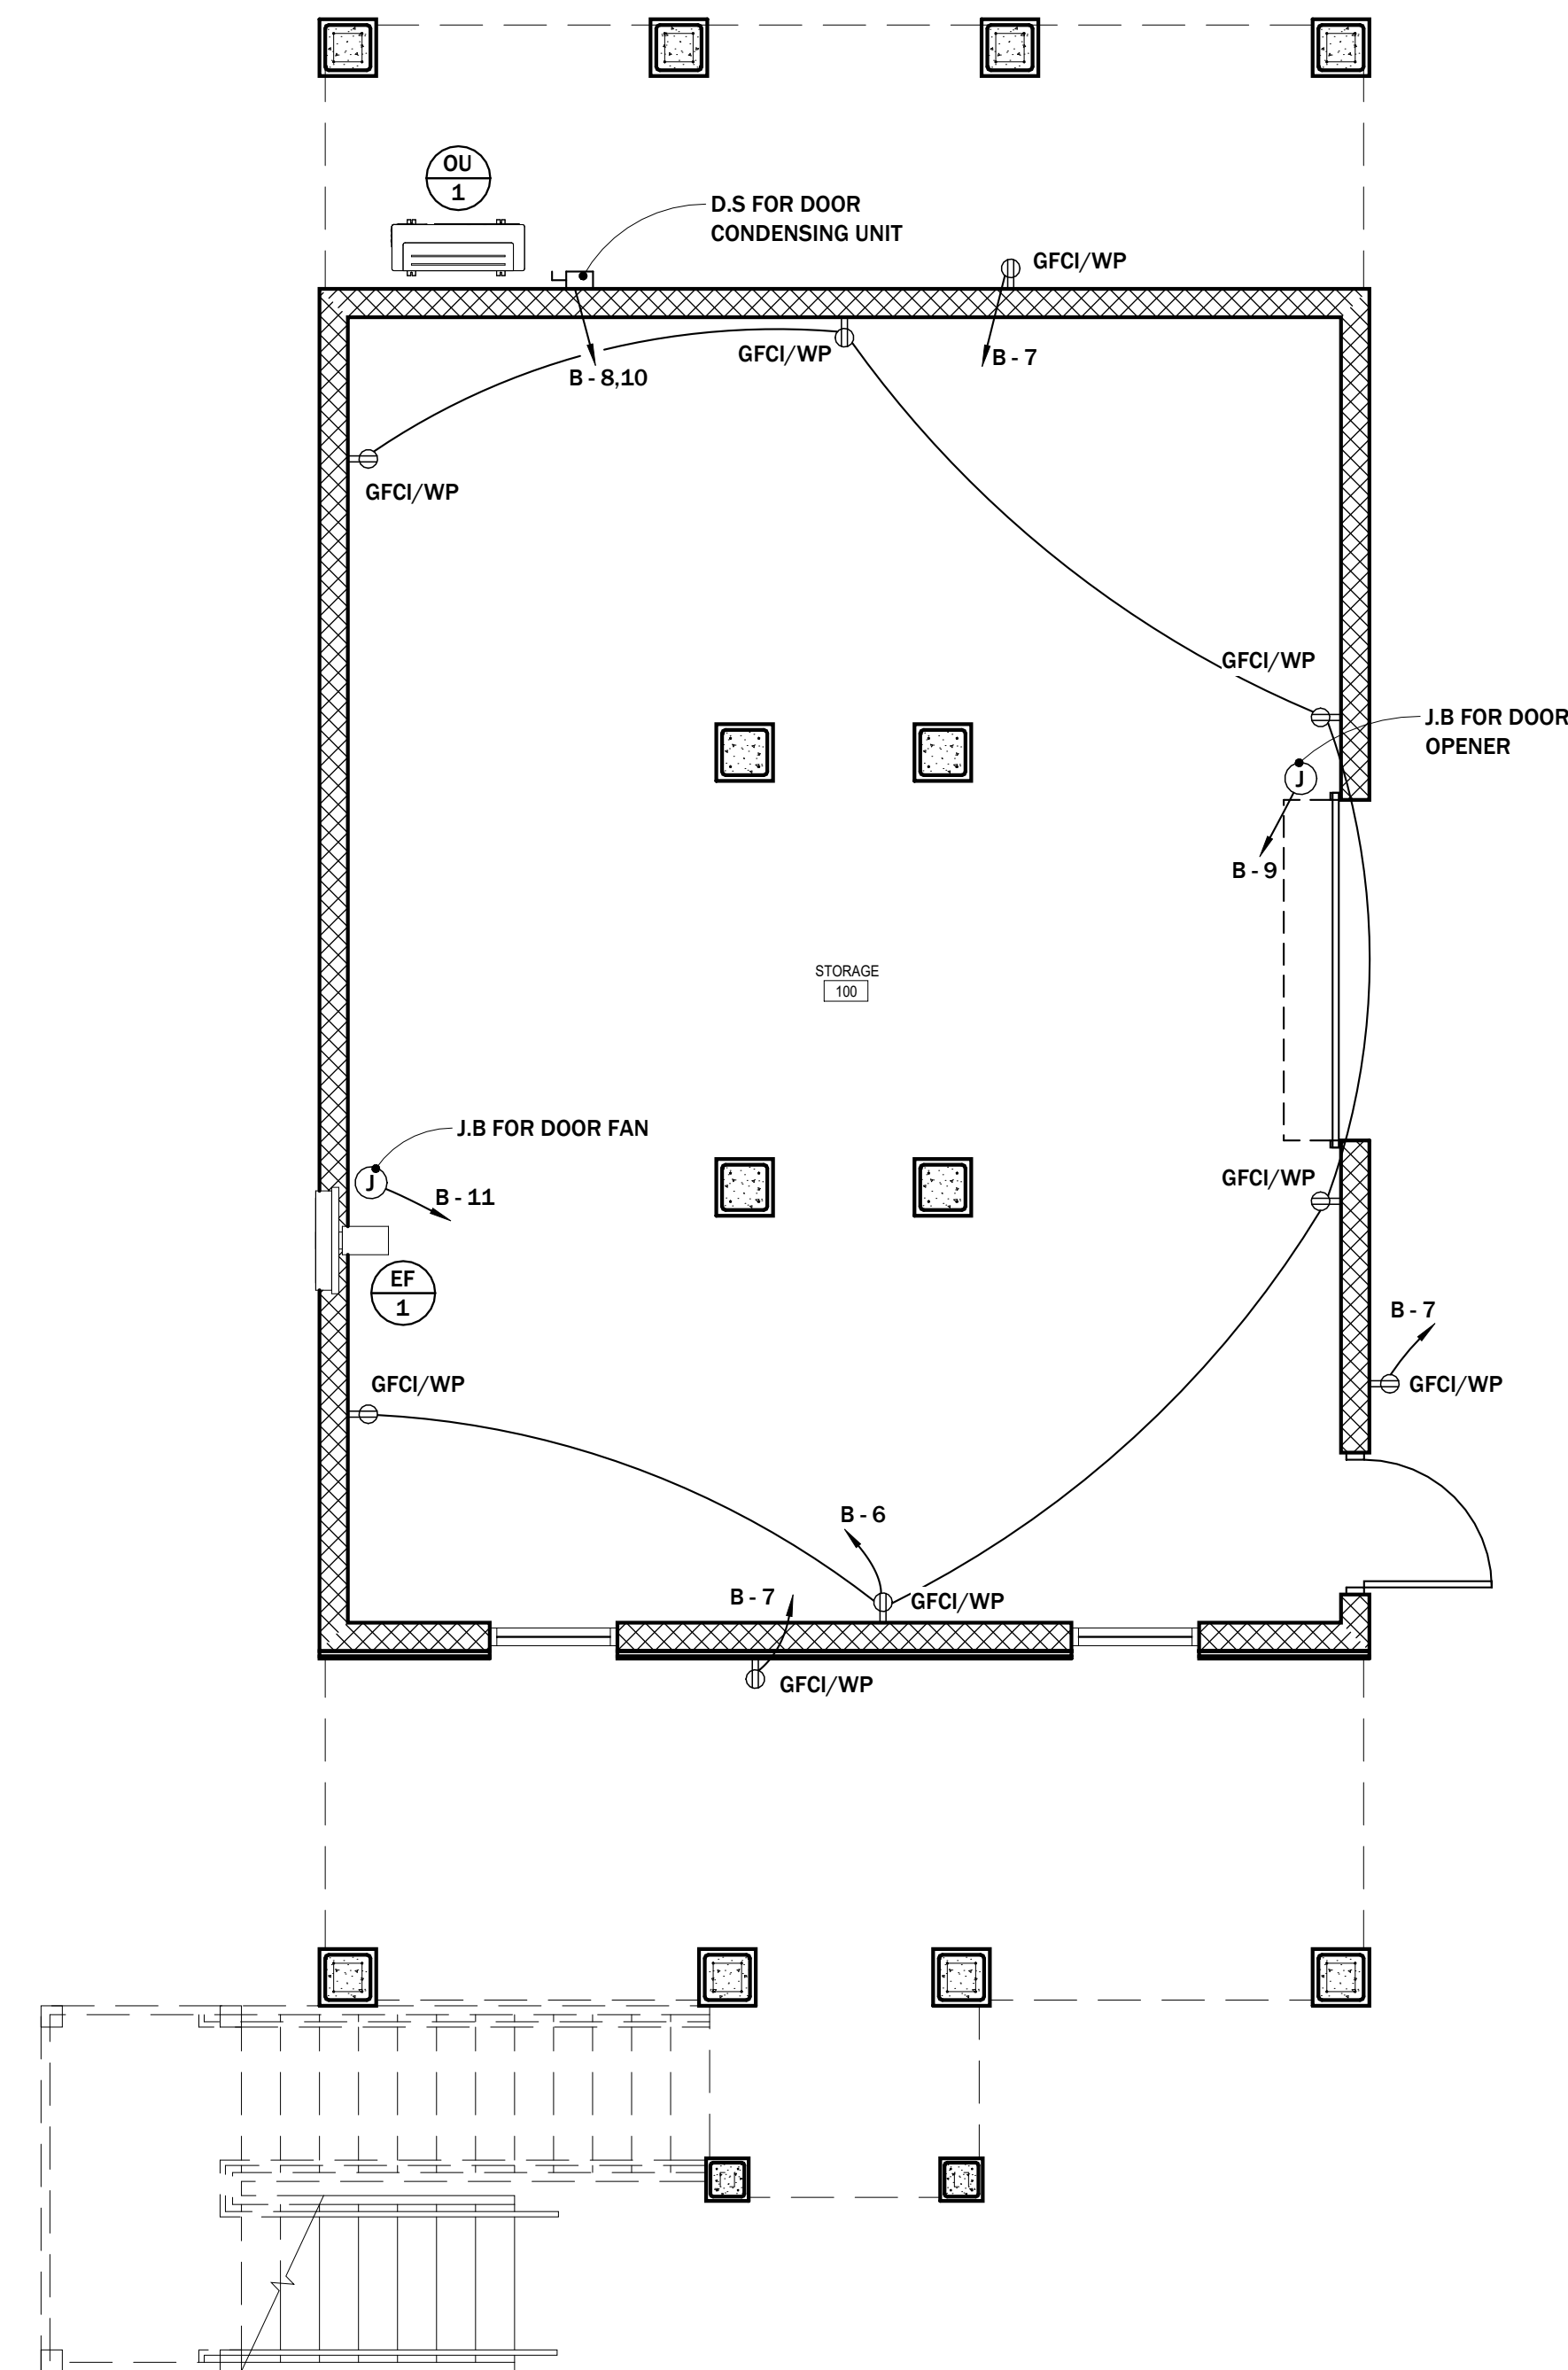 OU
1
D.S FOR DOOR
CONDENSING UNIT
GFCI/WP
GFCI/WP
B - 7
B - 8,10
GFCI/WP
GFCI/WP
J.B FOR DOOR
OPENER
J
B - 9
STORAGE
100
J.B FOR DOOR FAN
J
B - 11
GFCI/WP
EF
1
B - 7
GFCI/WP
GFCI/WP
B - 6
B - 7
GFCI/WP
GFCI/WP